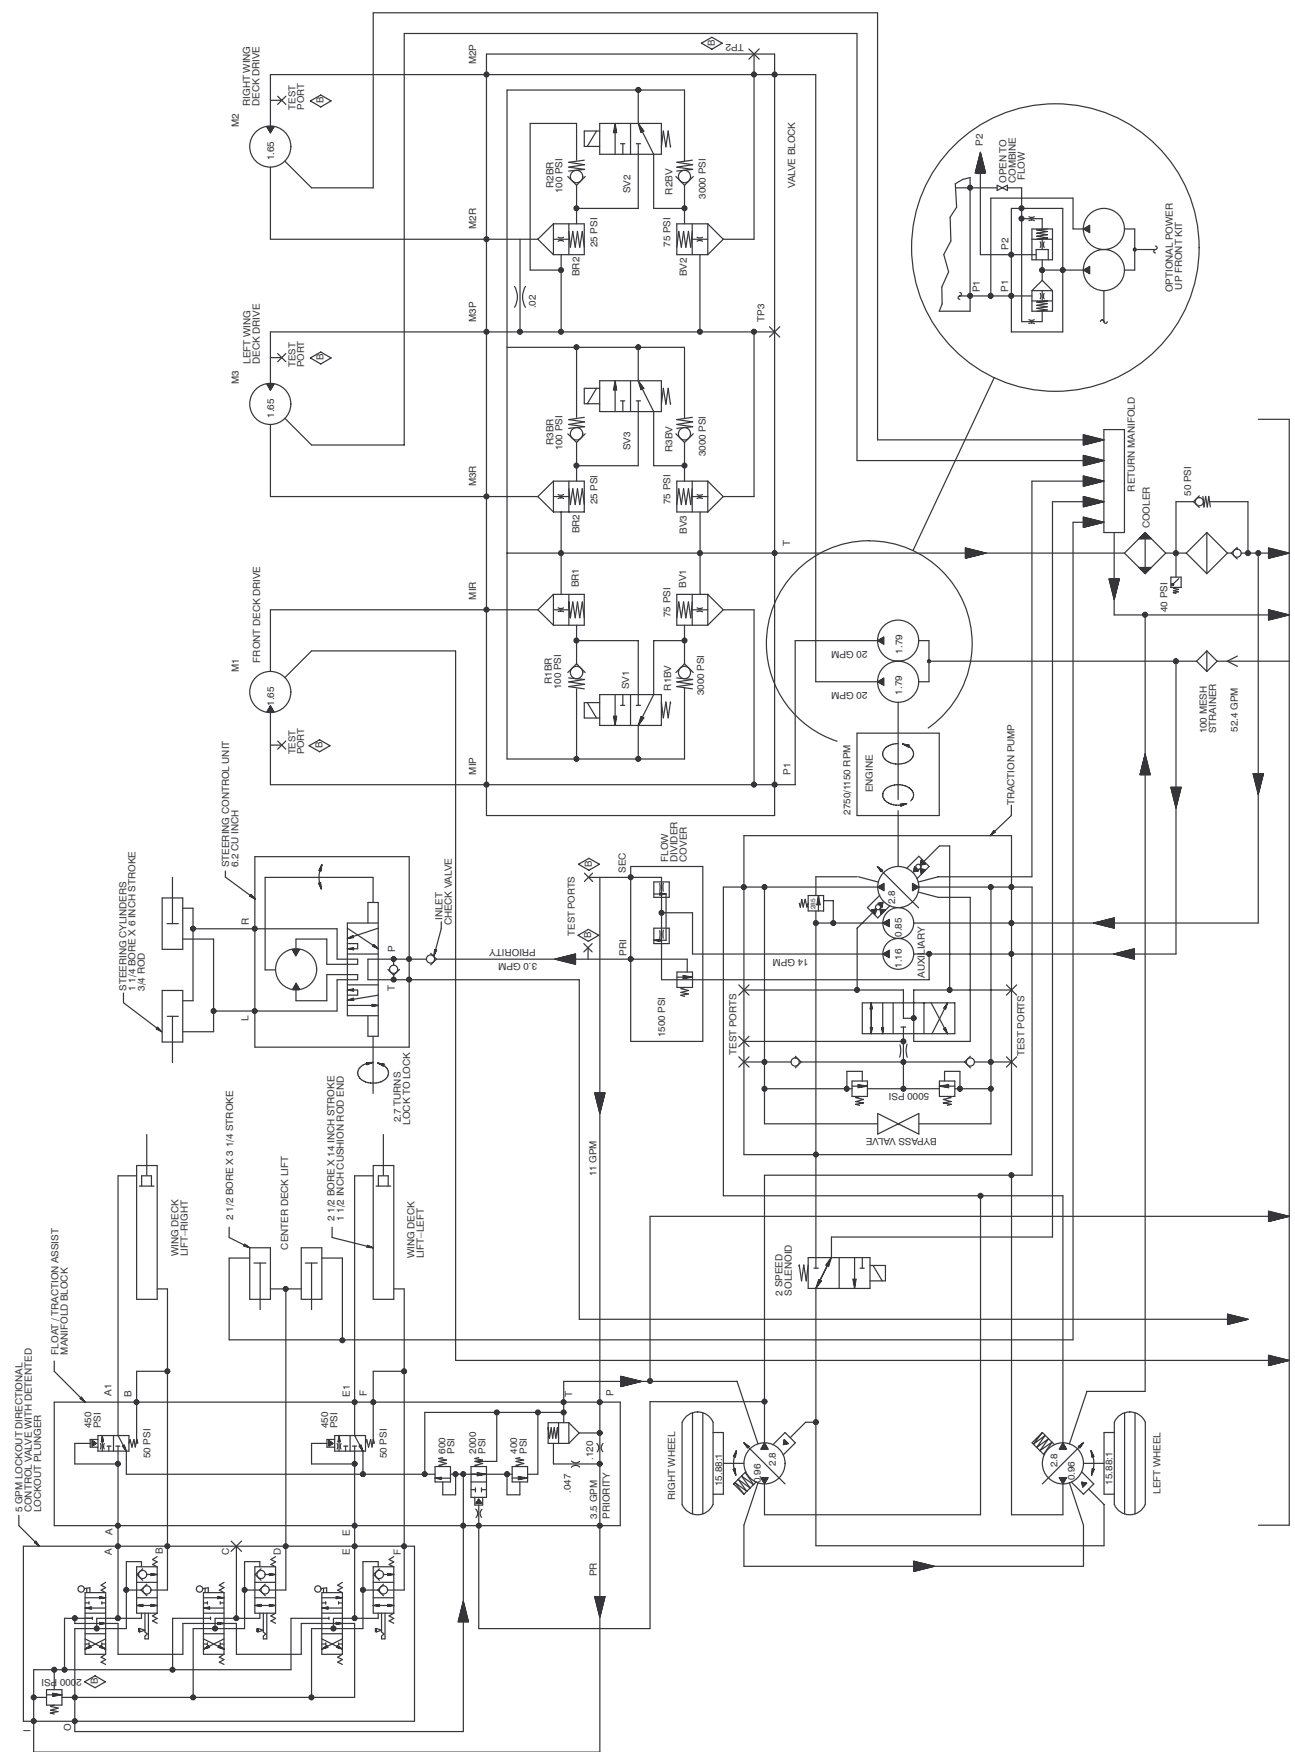 5 GPM LOCKOUT DIRECTIONAL
CONTROL VALVE WITH DETENTED
LOCKOUT PLUNGER
FLOAT / TRACTION ASSIST
MANIFOLD BLOCK
WING DECK
LIFT–RIGHT
2 1/2 BORE X 3 1/4 STROKE
CENTER DECK LIFT
2 1/2 BORE X 14 INCH STROKE
1 1/2 INCH CUSHION ROD END
WING DECK
LIFT–LEFT
STEERING CYLINDERS
1 1/4 BORE X 6 INCH STROKE
3/4 ROD
STEERING CONTROL UNIT
6.2 CU INCH
L
R
T
P
2.7 TURNS
LOCK TO LOCK
INLET
CHECK VALVE
M1
FRONT DECK DRIVE
1.65
TEST
PORT
B
M3
LEFT WING
DECK DRIVE
1.65
TEST
PORT
B
M2
RIGHT WING
DECK DRIVE
1.65
TEST
PORT
B
MIP
MIR
M3R
M3P
M2R
M2P
TP2
B
R1BR
100 PSI
SV1
R1BV
3000 PSI
BR1
BV1
75 PSI
BR2
25 PSI
R3BR
100 PSI
SV3
R3BV
3000 PSI
BV3
75 PSI
.02
BR2
25 PSI
R2BR
100 PSI
SV2
R2BV
3000 PSI
BV2
75 PSI
TP3
VALVE BLOCK
P1
T
I
O
2000 PSI
B
A
B
C
D
E
F
A
E
A1
B
E1
F
450
PSI
50 PSI
450
PSI
50 PSI
600
PSI
2000
PSI
400
PSI
.047
.120
3.5 GPM
PRIORITY
T
P
PR
11 GPM
TEST PORTS
B
B
PRIORITY
3.0 GPM
PRI
SEC
FLOW
DIVIDER
COVER
1500 PSI
14 GPM
2750/1150 RPM
ENGINE
20 GPM
20 GPM
1.79
1.79
TRACTION PUMP
2.8
0.85
1.16
AUXILIARY
TEST PORTS
TEST PORTS
5000 PSI
BYPASS VALVE
2 SPEED
SOLENOID
RIGHT WHEEL
15.88:1
0.96
2.8
LEFT WHEEL
15.88:1
2.8
0.96
P1
P2
P1
P2
OPEN TO
COMBINE
FLOW
OPTIONAL POWER
UP FRONT KIT
RETURN MANIFOLD
COOLER
50 PSI
40 PSI
100 MESH
STRAINER
52.4 GPM